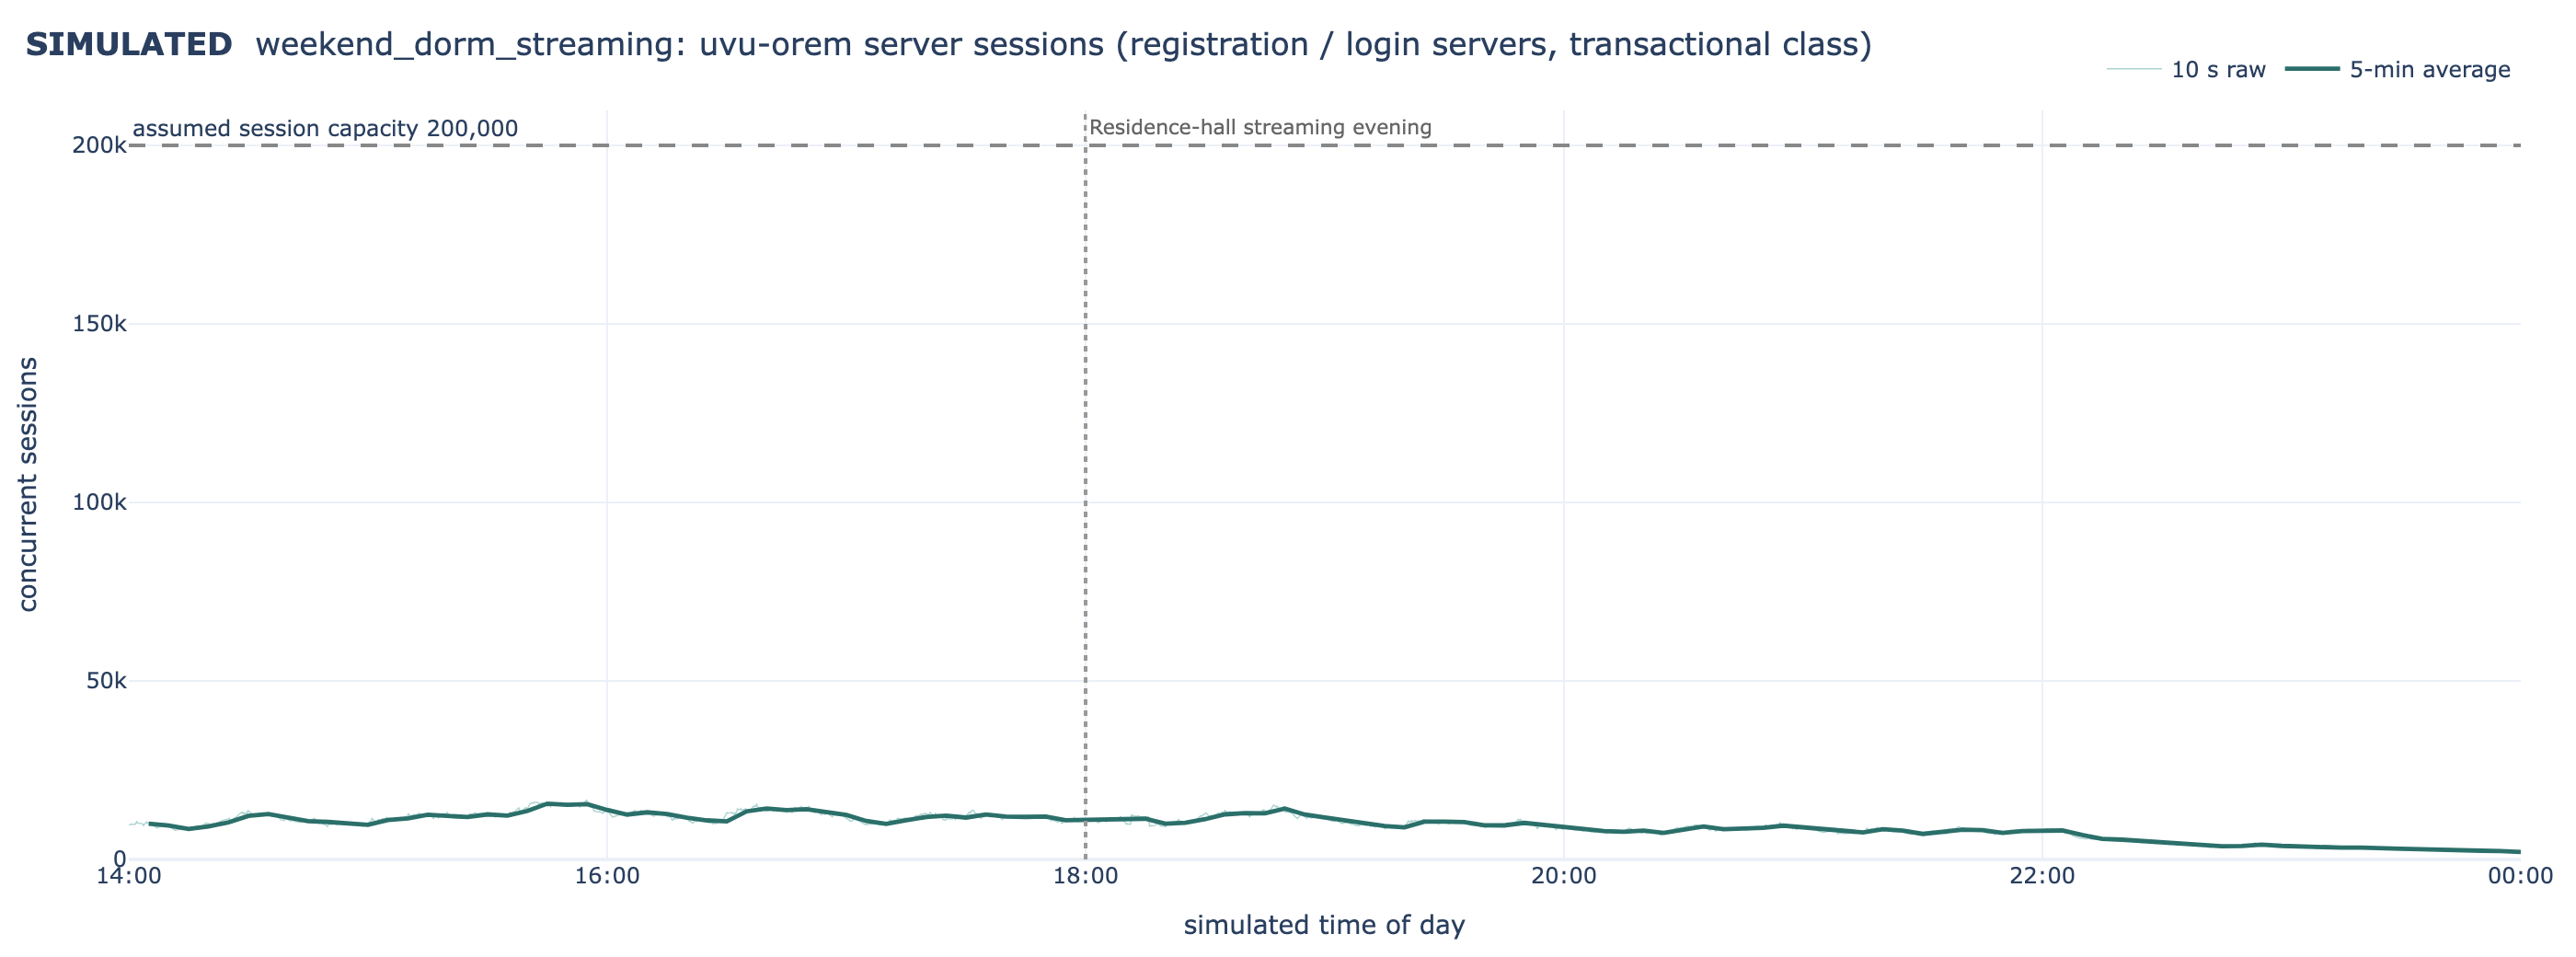 SIMULATED weekend_dorm_streaming: uvu-orem server sessions (registration / login servers, transactional class)
10 s raw
5-min average
assumed session capacity 200,000
Residence-hall streaming evening
200k
150k
100k
50k
0
concurrent sessions
14:00
16:00
18:00
20:00
22:00
00:00
simulated time of day